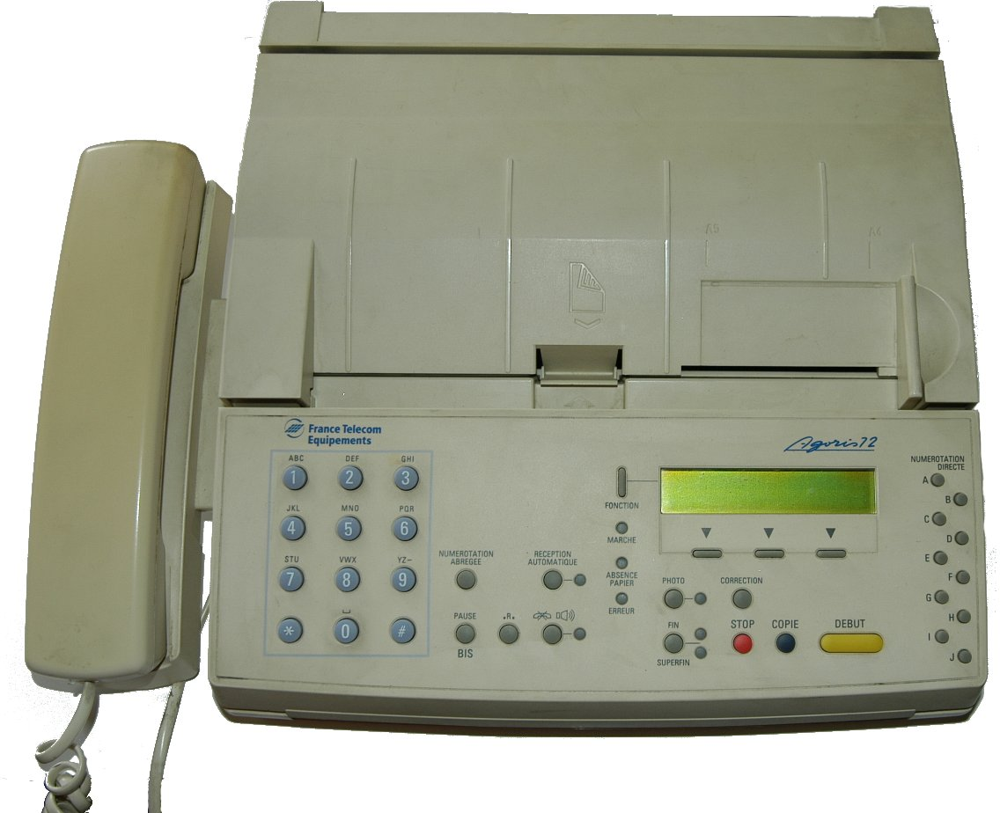 A5
A4
France Telecom
Equipements
Agoris 72
ABC
DEF
GHI
1
2
3
JKL
MNO
PQR
4
5
6
STU
VWX
YZ–
7
8
9
*
0
#
NUMEROTATION
ABREGEE
RECEPTION
AUTOMATIQUE
PAUSE
.R.
BIS
FONCTION
MARCHE
ABSENCE
PAPIER
ERREUR
PHOTO
CORRECTION
FIN
SUPERFIN
STOP
COPIE
DEBUT
NUMEROTATION
DIRECTE
A
B
C
D
E
F
G
H
I
J